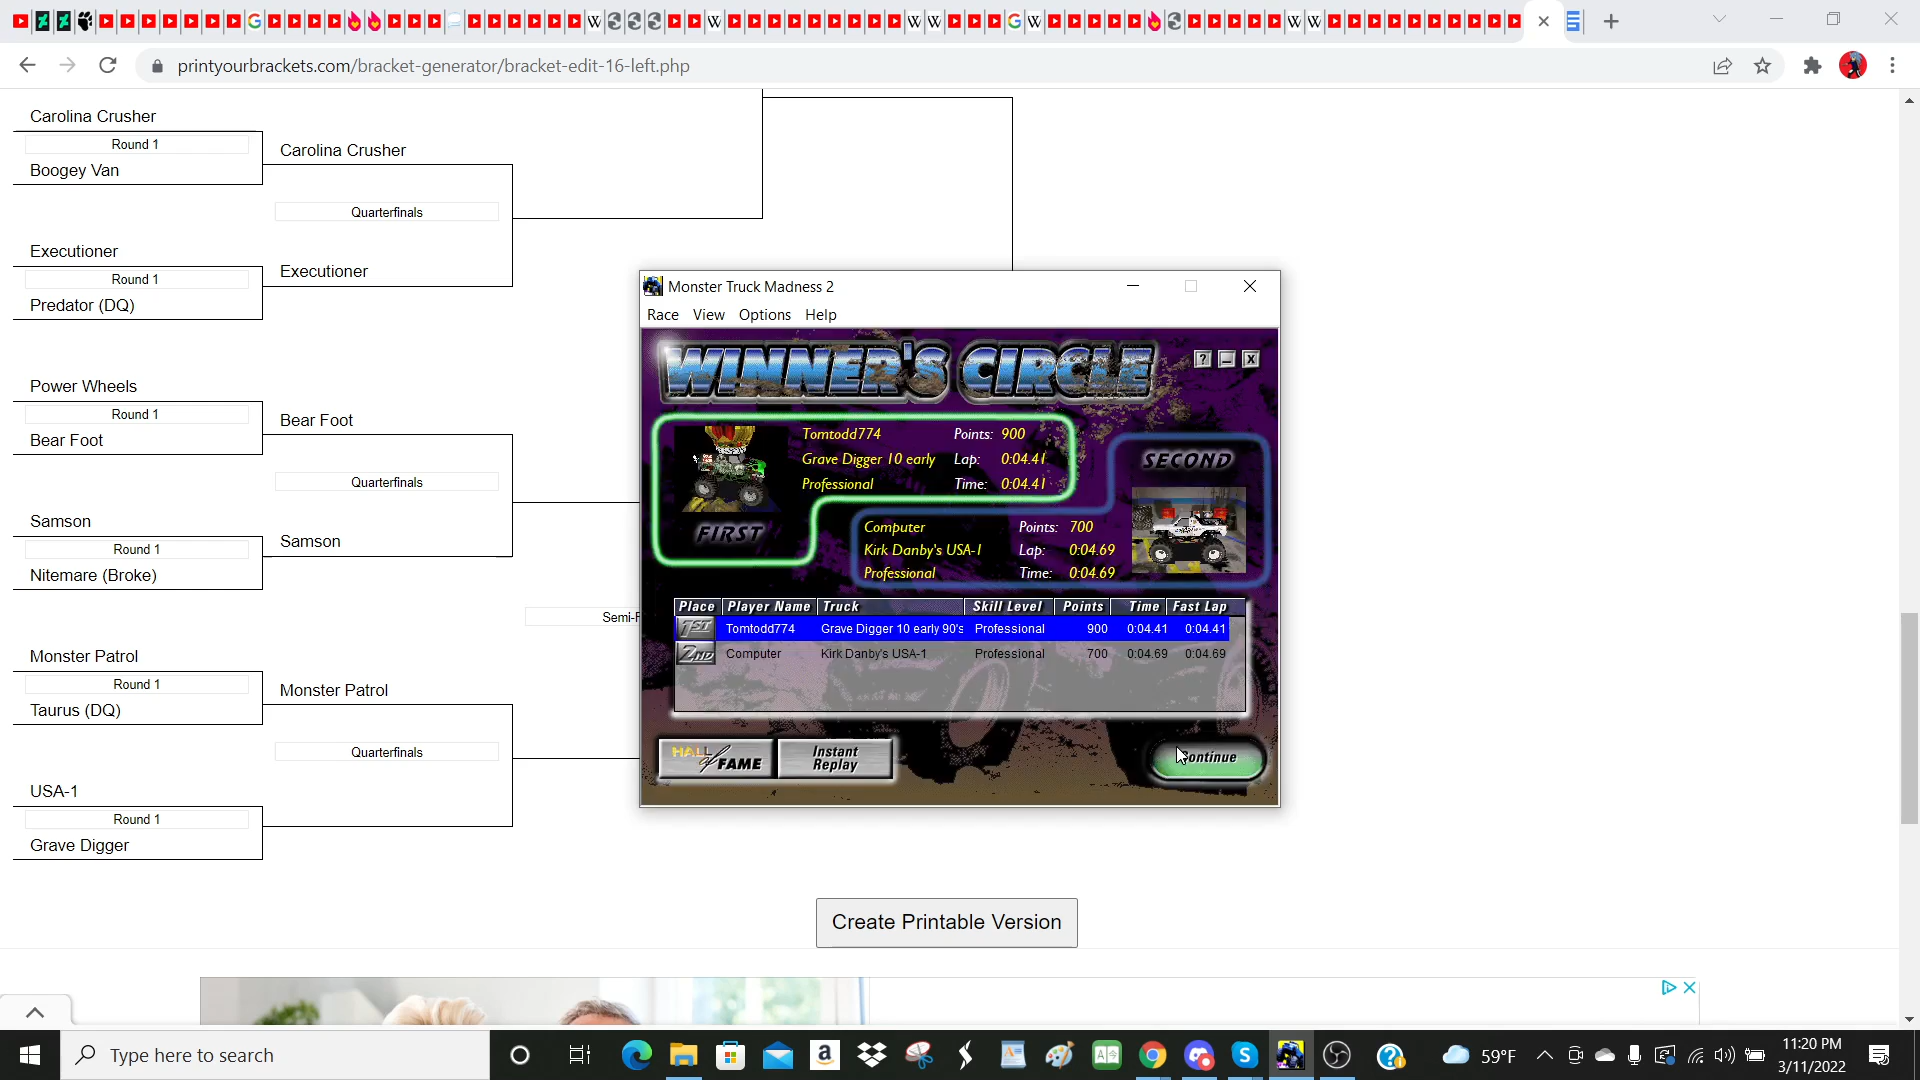 printyourbrackets.com/bracket-generator/bracket-edit-16-left.php
Carolina Crusher
Round 1
Boogey Van
Carolina Crusher
Quarterfinals
Executioner
Round 1
Predator (DQ)
Executioner
Power Wheels
Round 1
Bear Foot
Bear Foot
Quarterfinals
Samson
Round 1
Nitemare (Broke)
Samson
Semi-F
Monster Patrol
Round 1
Taurus (DQ)
Monster Patrol
Quarterfinals
USA-1
Round 1
Grave Digger
Monster Truck Madness 2
Race View Options Help
WINNER'S CIRCLE
Tomtodd774 Points: 900
Grave Digger 10 early Lap: 0:04.41
Professional Time: 0:04.41
FIRST
SECOND
Computer Points: 700
Kirk Danby's USA-1 Lap: 0:04.69
Professional Time: 0:04.69
Place Player Name Truck Skill Level Points Time Fast Lap
1ST Tomtodd774 Grave Digger 10 early 90's Professional 900 0:04.41 0:04.41
2ND Computer Kirk Danby's USA-1 Professional 700 0:04.69 0:04.69
HALL of FAME
Instant Replay
Continue
Create Printable Version
Type here to search
59°F
11:20 PM
3/11/2022